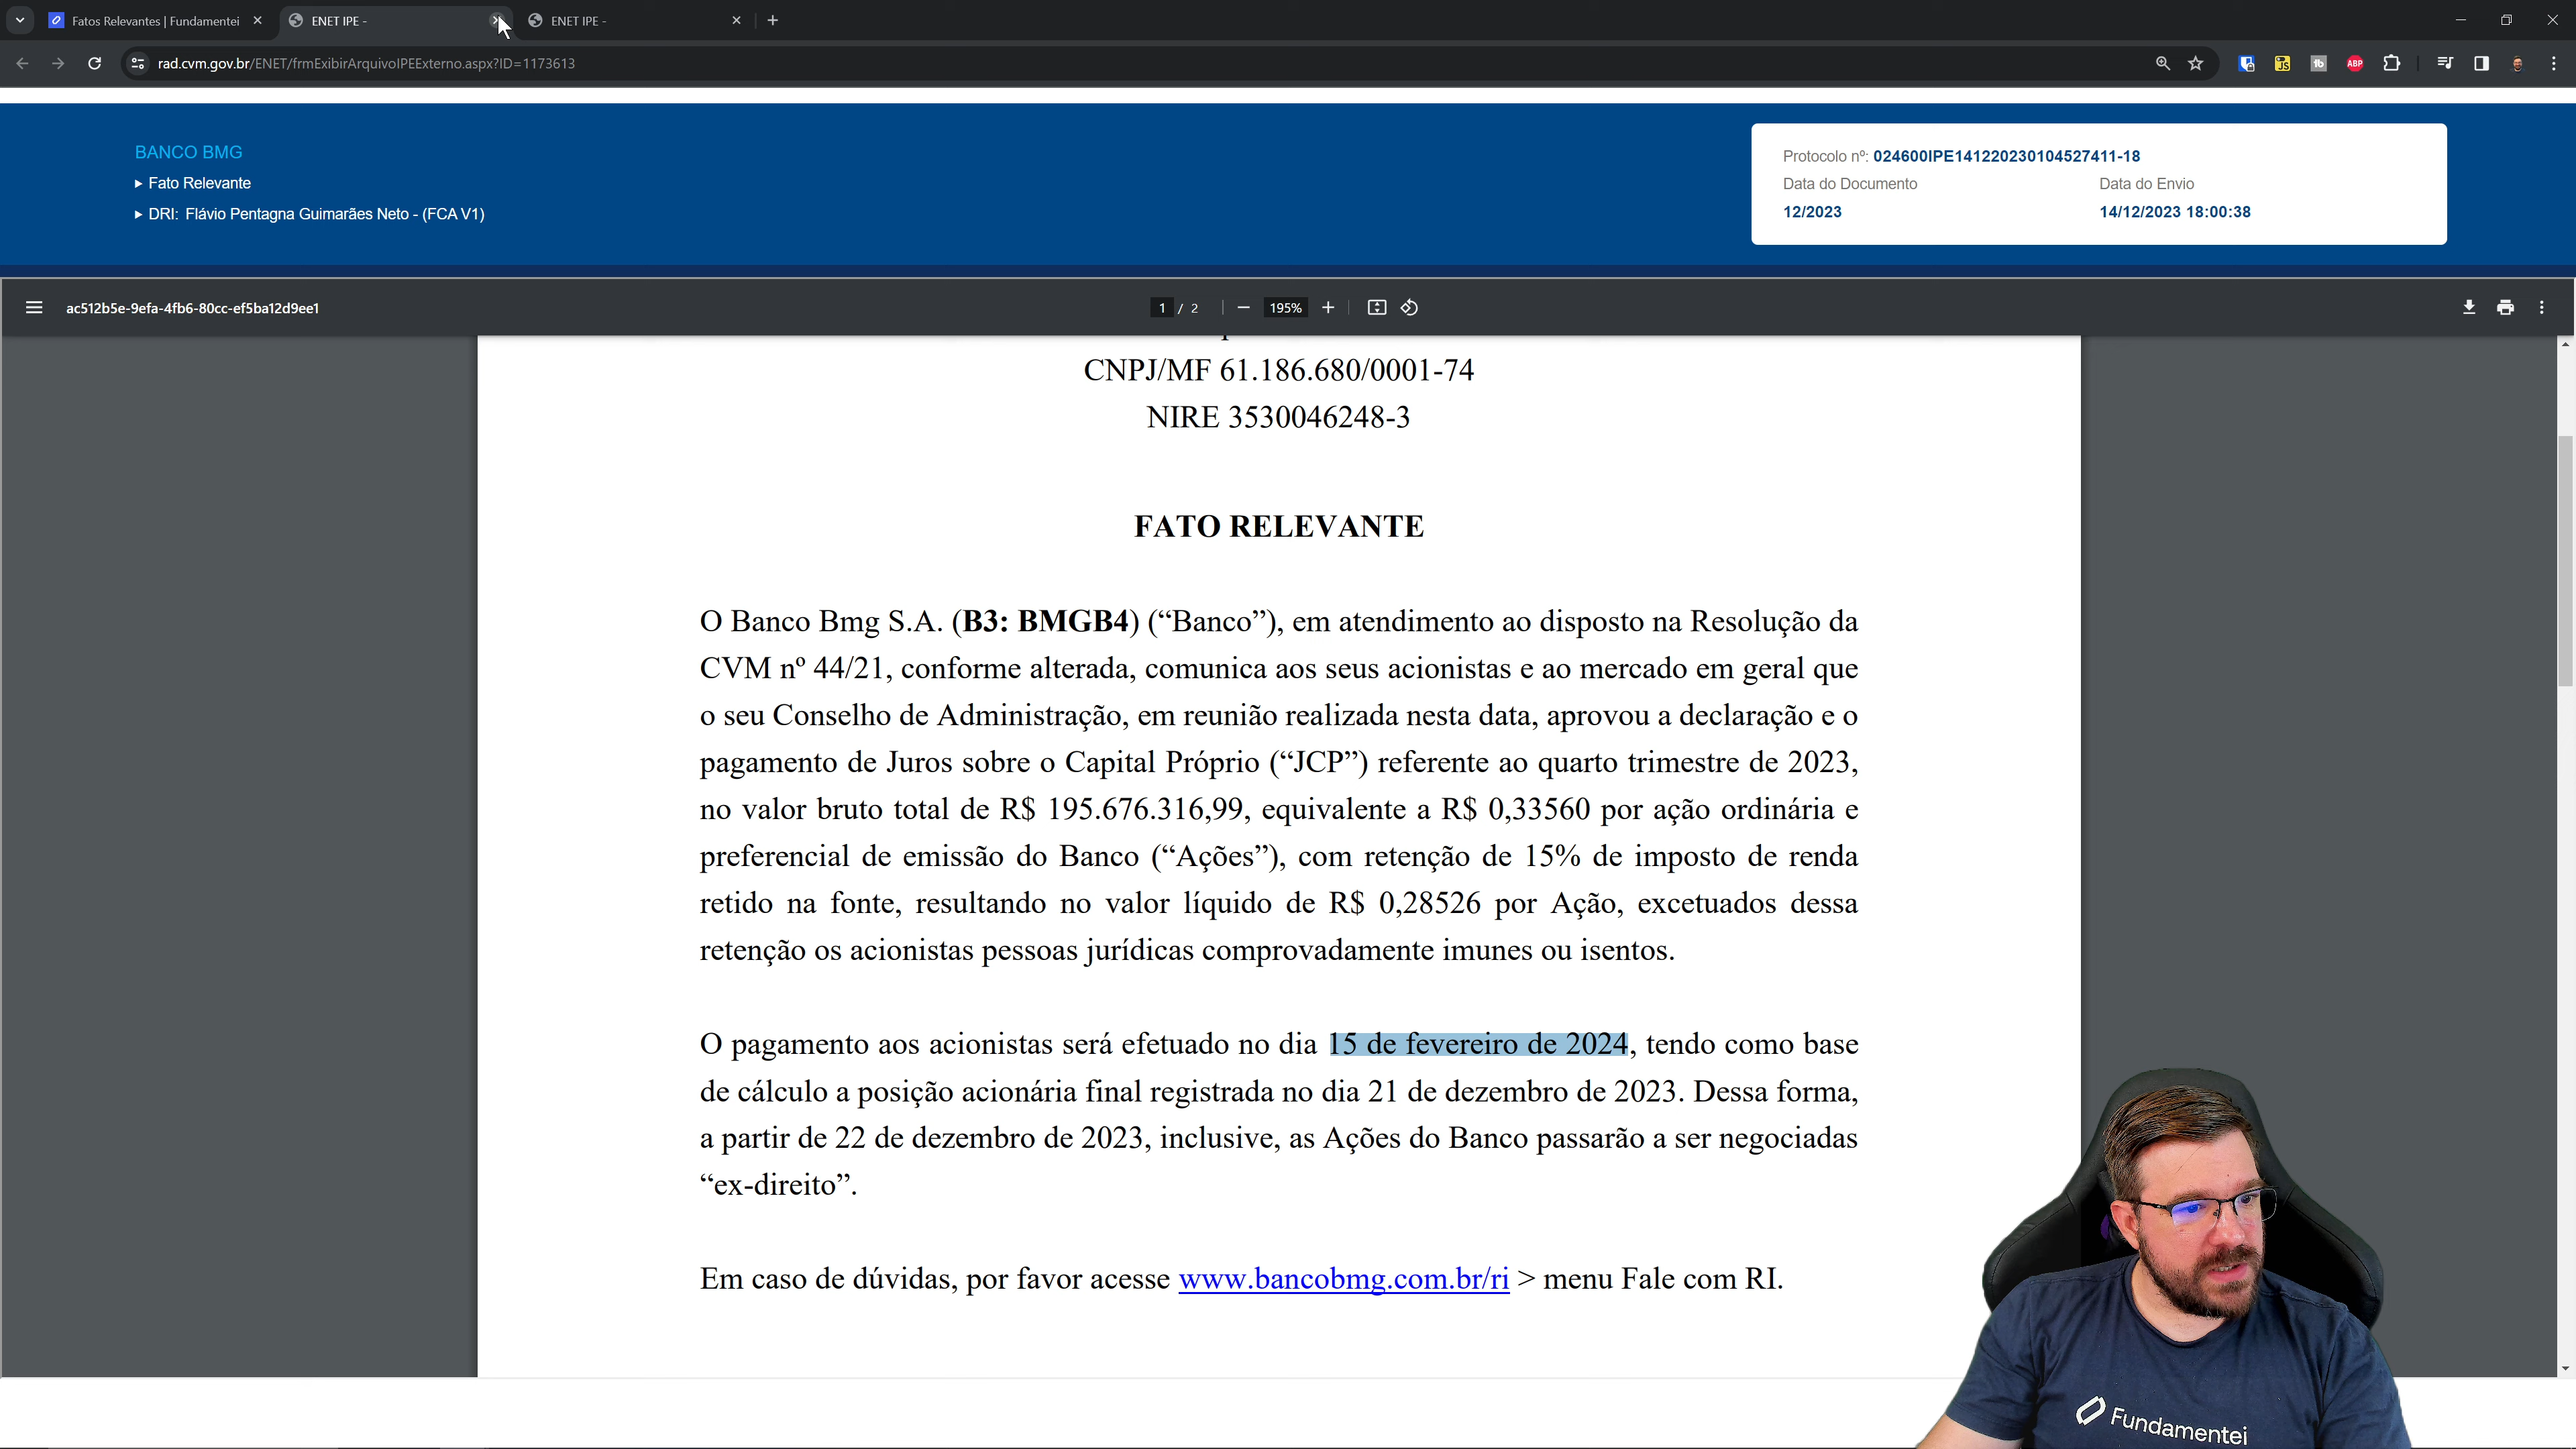 Fatos Relevantes | Fundamentei
ENET IPE -
ENET IPE -
rad.cvm.gov.br/ENET/frmExibirArquivoIPEExterno.aspx?ID=1173613
BANCO BMG
Fato Relevante
DRI: Flávio Pentagna Guimarães Neto - (FCA V1)
Protocolo nº: 024600IPE141220230104527411-18
Data do Documento
Data do Envio
12/2023
14/12/2023 18:00:38
ac512b5e-9efa-4fb6-80cc-ef5ba12d9ee1
1 / 2
195%
CNPJ/MF 61.186.680/0001-74
NIRE 3530046248-3
FATO RELEVANTE
O Banco Bmg S.A. (B3: BMGB4) (“Banco”), em atendimento ao disposto na Resolução da
CVM nº 44/21, conforme alterada, comunica aos seus acionistas e ao mercado em geral que
o seu Conselho de Administração, em reunião realizada nesta data, aprovou a declaração e o
pagamento de Juros sobre o Capital Próprio (“JCP”) referente ao quarto trimestre de 2023,
no valor bruto total de R$ 195.676.316,99, equivalente a R$ 0,33560 por ação ordinária e
preferencial de emissão do Banco (“Ações”), com retenção de 15% de imposto de renda
retido na fonte, resultando no valor líquido de R$ 0,28526 por Ação, excetuados dessa
retenção os acionistas pessoas jurídicas comprovadamente imunes ou isentos.
O pagamento aos acionistas será efetuado no dia 15 de fevereiro de 2024, tendo como base
de cálculo a posição acionária final registrada no dia 21 de dezembro de 2023. Dessa forma,
a partir de 22 de dezembro de 2023, inclusive, as Ações do Banco passarão a ser negociadas
“ex-direito”.
Em caso de dúvidas, por favor acesse www.bancobmg.com.br/ri > menu Fale com RI.
Fundamentei
ABP
JS